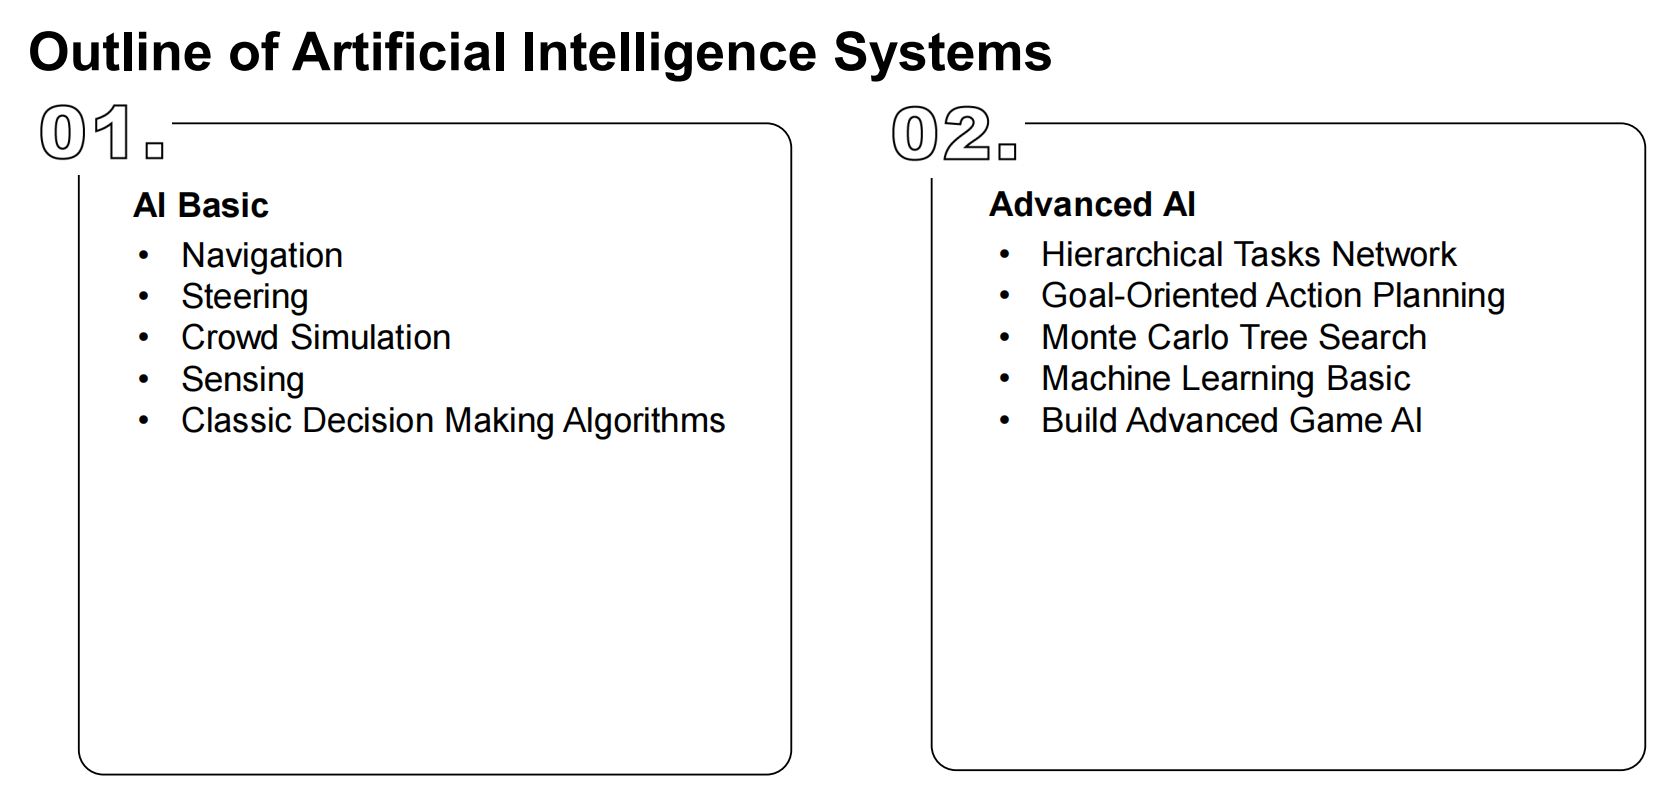 Outline of Artificial Intelligence Systems
01.
AI Basic
• Navigation
• Steering
• Crowd Simulation
• Sensing
• Classic Decision Making Algorithms
02.
Advanced AI
• Hierarchical Tasks Network
• Goal-Oriented Action Planning
• Monte Carlo Tree Search
• Machine Learning Basic
• Build Advanced Game AI